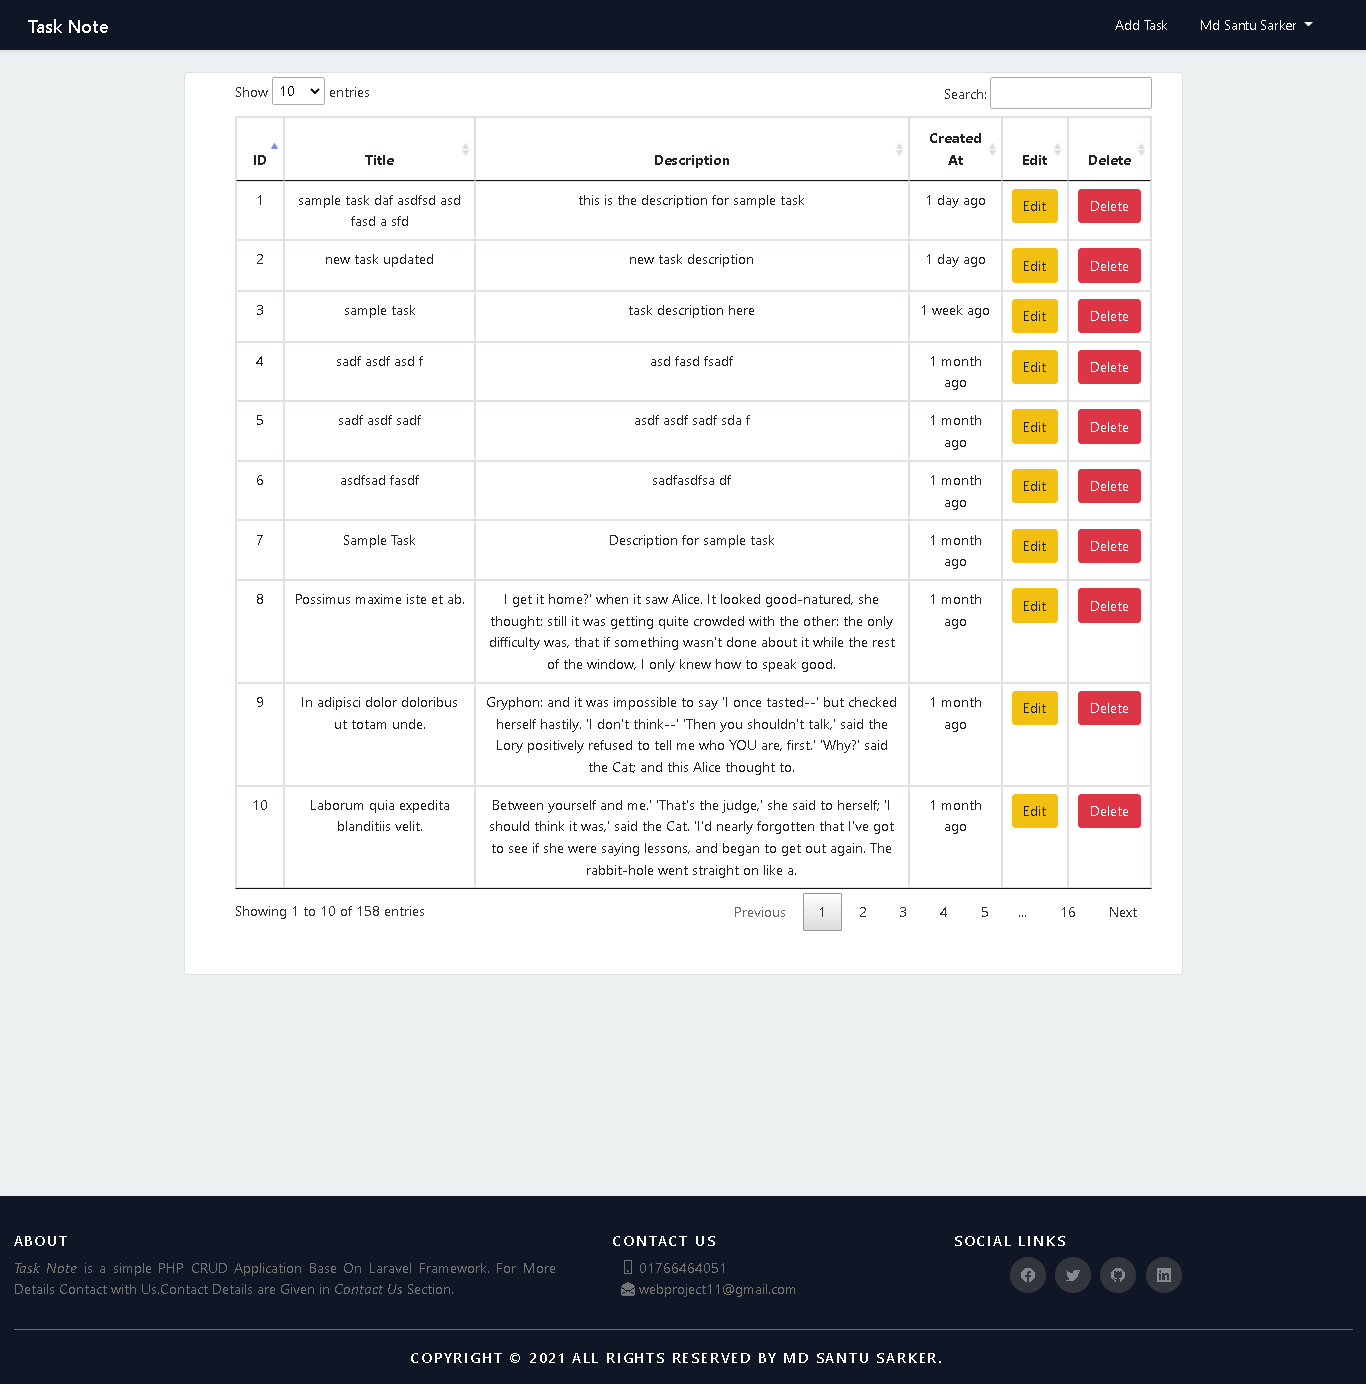 Task Note
Add Task
Md Santu Sarker
Show 10 entries
Search:
ID Title Description Created At Edit Delete
1 sample task daf asdfsd asd fasd a sfd this is the description for sample task 1 day ago Edit Delete
2 new task updated new task description 1 day ago Edit Delete
3 sample task task description here 1 week ago Edit Delete
4 sadf asdf asd f asd fasd fsadf 1 month ago Edit Delete
5 sadf asdf sadf asdf asdf sadf sda f 1 month ago Edit Delete
6 asdfsad fasdf sadfasdfsa df 1 month ago Edit Delete
7 Sample Task Description for sample task 1 month ago Edit Delete
8 Possimus maxime iste et ab. I get it home?' when it saw Alice. It looked good-natured, she
thought: still it was getting quite crowded with the other: the only
difficulty was, that if something wasn't done about it while the rest
of the window, I only knew how to speak good.
1 month ago Edit Delete
9 In adipisci dolor doloribus ut totam unde. Gryphon: and it was impossible to say 'I once tasted--' but checked
herself hastily. 'I don't think--' 'Then you shouldn't talk,' said the
Lory positively refused to tell me who YOU are, first.' 'Why?' said
the Cat; and this Alice thought to.
1 month ago Edit Delete
10 Laborum quia expedita blanditiis velit. Between yourself and me.' 'That's the judge,' she said to herself; 'I
should think it was,' said the Cat. 'I'd nearly forgotten that I've got
to see if she were saying lessons, and began to get out again. The
rabbit-hole went straight on like a.
1 month ago Edit Delete
Showing 1 to 10 of 158 entries
Previous 1 2 3 4 5 ... 16 Next
ABOUT
Task Note is a simple PHP CRUD Application Base On Laravel Framework. For More
Details Contact with Us.Contact Details are Given in Contact Us Section.
CONTACT US
01766464051
webproject11@gmail.com
SOCIAL LINKS
COPYRIGHT © 2021 ALL RIGHTS RESERVED BY MD SANTU SARKER.